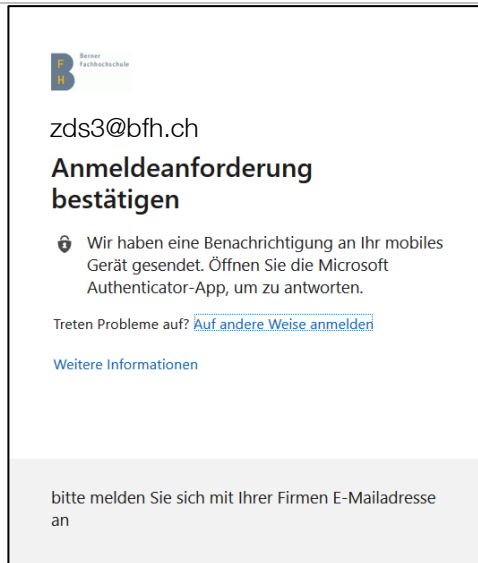 Berner
Fachhochschule
B
F
H
zds3@bfh.ch
Anmeldeanforderung
bestätigen
Wir haben eine Benachrichtigung an Ihr mobiles
Gerät gesendet. Öffnen Sie die Microsoft
Authenticator-App, um zu antworten.
Treten Probleme auf? Auf andere Weise anmelden
Weitere Informationen
bitte melden Sie sich mit Ihrer Firmen E-Mailadresse
an